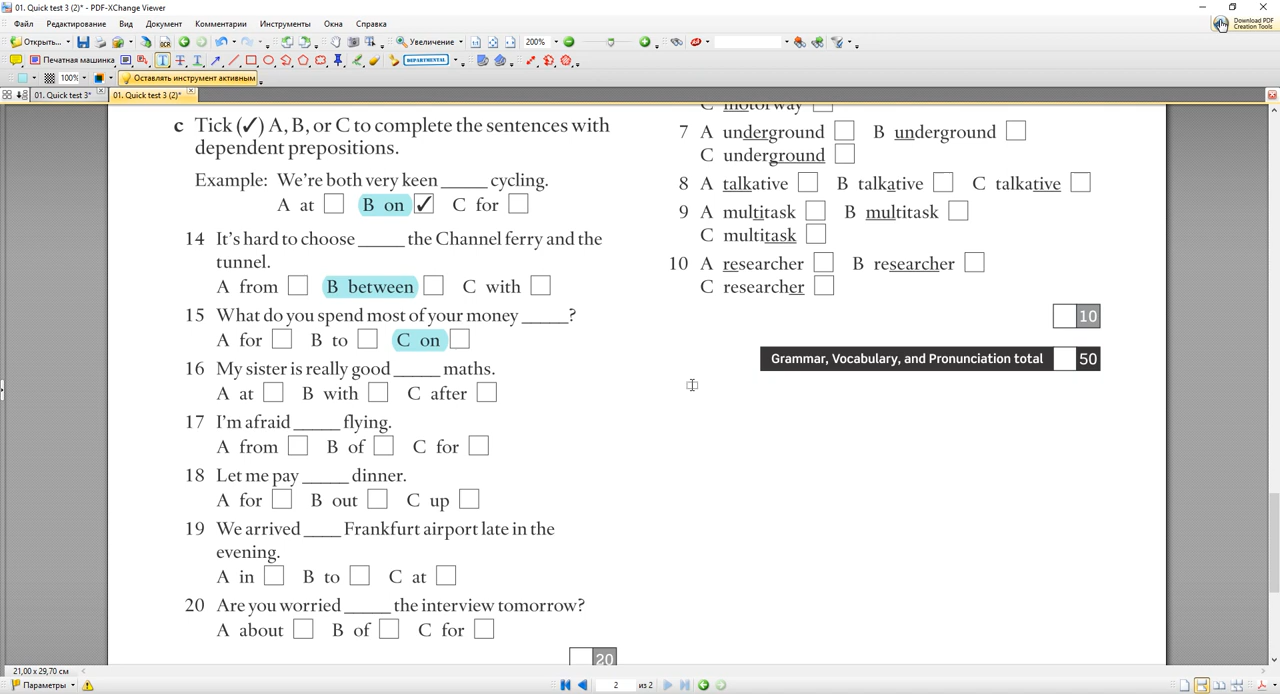 01. Quick test 3 (2)* - PDF-XChange Viewer
Файл Редактирование Вид Документ Комментарии Инструменты Окна Справка
Download PDF Creation Tools
Открыть... OCR Увеличение 200%
Печатная машинка DEPARTMENTAL
100% Оставлять инструмент активным
01. Quick test 3* 01. Quick test 3 (2)*
c Tick (✓) A, B, or C to complete the sentences with
dependent prepositions.
Example: We're both very keen _____ cycling.
A at B on ✓ C for
14 It's hard to choose _____ the Channel ferry and the
tunnel.
A from B between C with
15 What do you spend most of your money _____?
A for B to C on
16 My sister is really good _____ maths.
A at B with C after
17 I'm afraid _____ flying.
A from B of C for
18 Let me pay _____ dinner.
A for B out C up
19 We arrived ____ Frankfurt airport late in the
evening.
A in B to C at
20 Are you worried _____ the interview tomorrow?
A about B of C for
20
C motorway
7 A underground B underground
C underground
8 A talkative B talkative C talkative
9 A multitask B multitask
C multitask
10 A researcher B researcher
C researcher
10
Grammar, Vocabulary, and Pronunciation total 50
21,00 x 29,70 см
Параметры 2 из 2